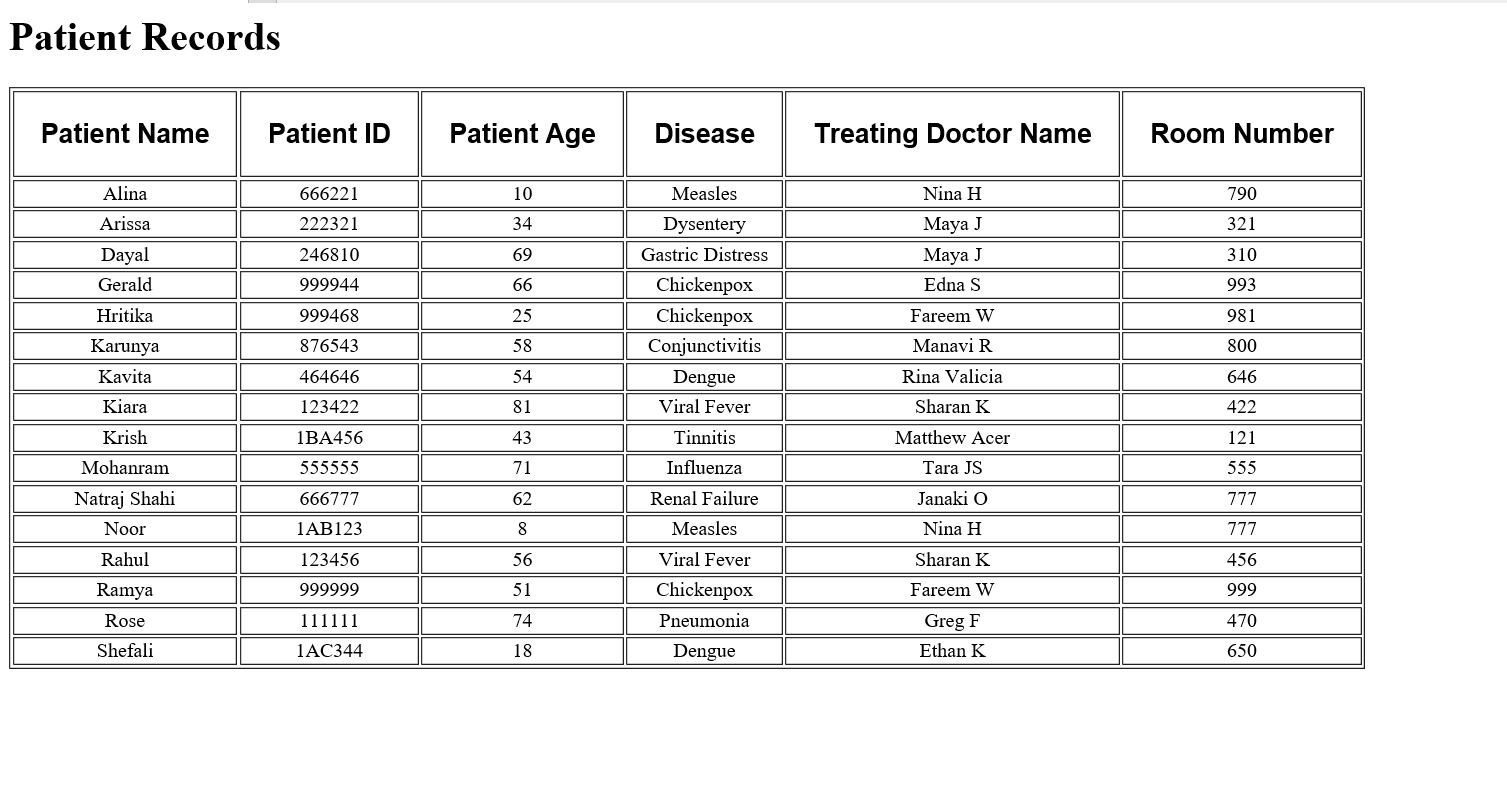 Patient Records
Patient Name Patient ID Patient Age Disease Treating Doctor Name Room Number
Alina 666221 10 Measles Nina H 790
Arissa 222321 34 Dysentery Maya J 321
Dayal 246810 69 Gastric Distress Maya J 310
Gerald 999944 66 Chickenpox Edna S 993
Hritika 999468 25 Chickenpox Fareem W 981
Karunya 876543 58 Conjunctivitis Manavi R 800
Kavita 464646 54 Dengue Rina Valicia 646
Kiara 123422 81 Viral Fever Sharan K 422
Krish 1BA456 43 Tinnitis Matthew Acer 121
Mohanram 555555 71 Influenza Tara JS 555
Natraj Shahi 666777 62 Renal Failure Janaki O 777
Noor 1AB123 8 Measles Nina H 777
Rahul 123456 56 Viral Fever Sharan K 456
Ramya 999999 51 Chickenpox Fareem W 999
Rose 111111 74 Pneumonia Greg F 470
Shefali 1AC344 18 Dengue Ethan K 650